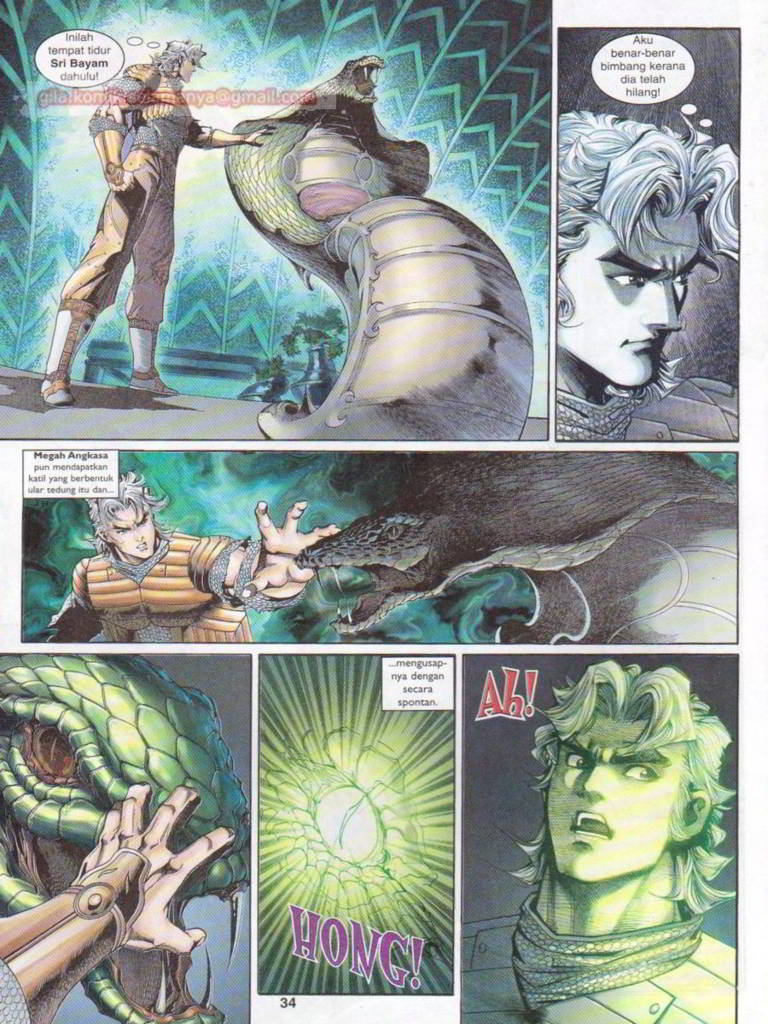 Inilah
tempat tidur
Sri Bayam
dahulu!
Aku
benar-benar
bimbang kerana
dia telah
hilang!
Megah Angkasa
pun mendapatkan
katil yang berbentuk
ular tedung itu dan...
...mengusap-
nya dengan
secara
spontan.
HONG!
Ah!
34